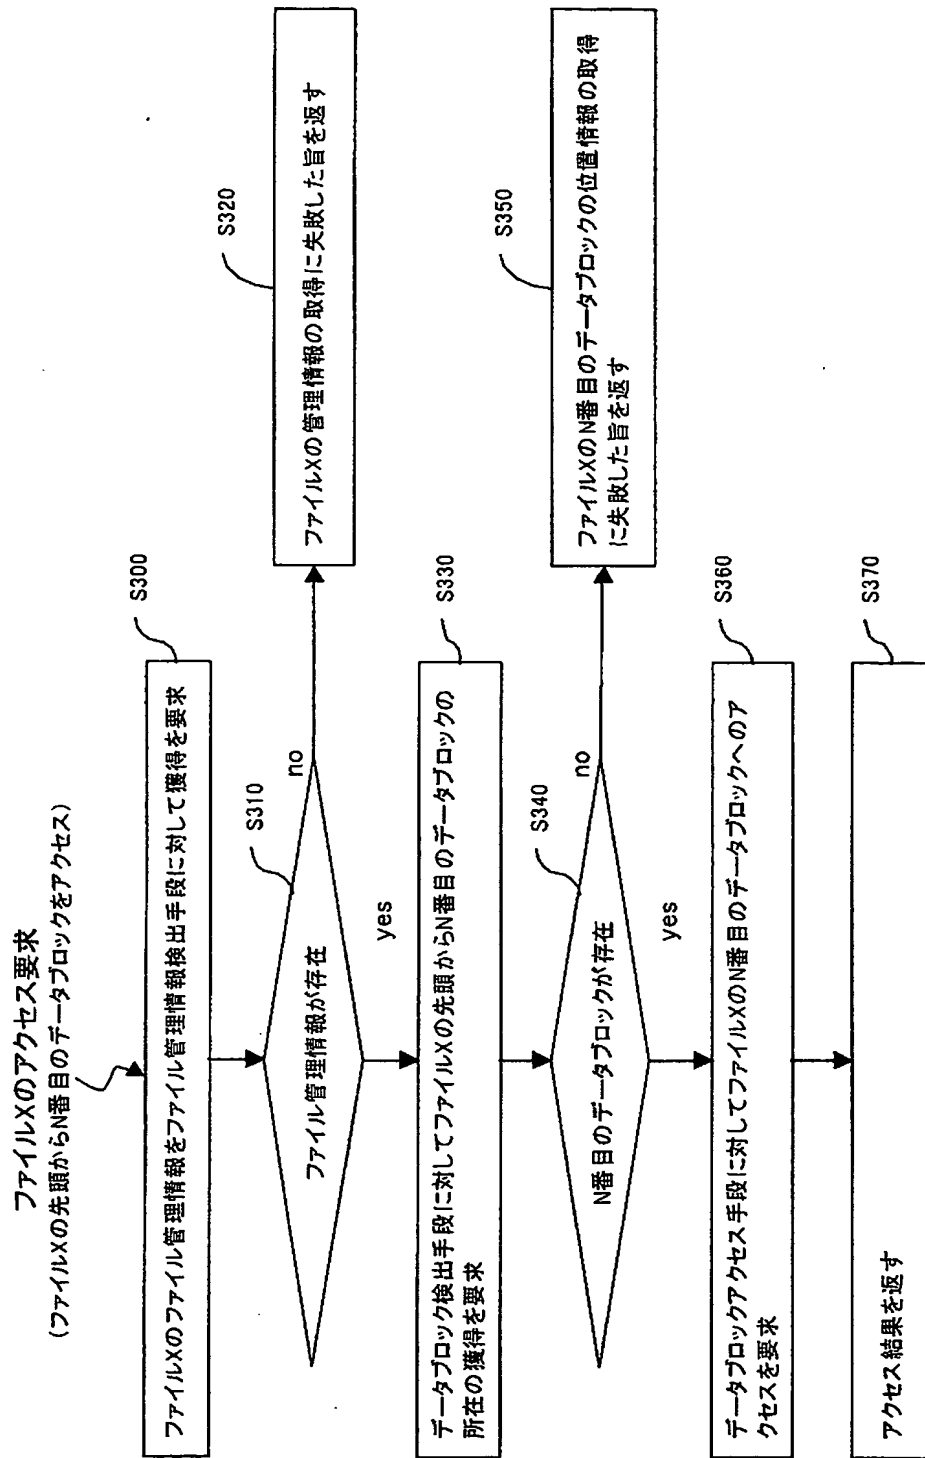 ファイルXのアクセス要求
(ファイルXの先頭からN番目のデータブロックをアクセス)
S300
ファイルXのファイル管理情報をファイル管理情報検出手段に対して獲得を要求
S310
ファイル管理情報が存在
no
yes
S320
ファイルXの管理情報の取得に失敗した旨を返す
S330
データブロック検出手段に対してファイルXの先頭からN番目のデータブロックの
所在の獲得を要求
S340
N番目のデータブロックが存在
no
yes
S350
ファイルXのN番目のデータブロックの位置情報の取得
に失敗した旨を返す
S360
データブロックアクセス手段に対してファイルXのN番目のデータブロックへのア
クセスを要求
S370
アクセス結果を返す